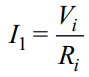 I₁ = Vᵢ / Rᵢ